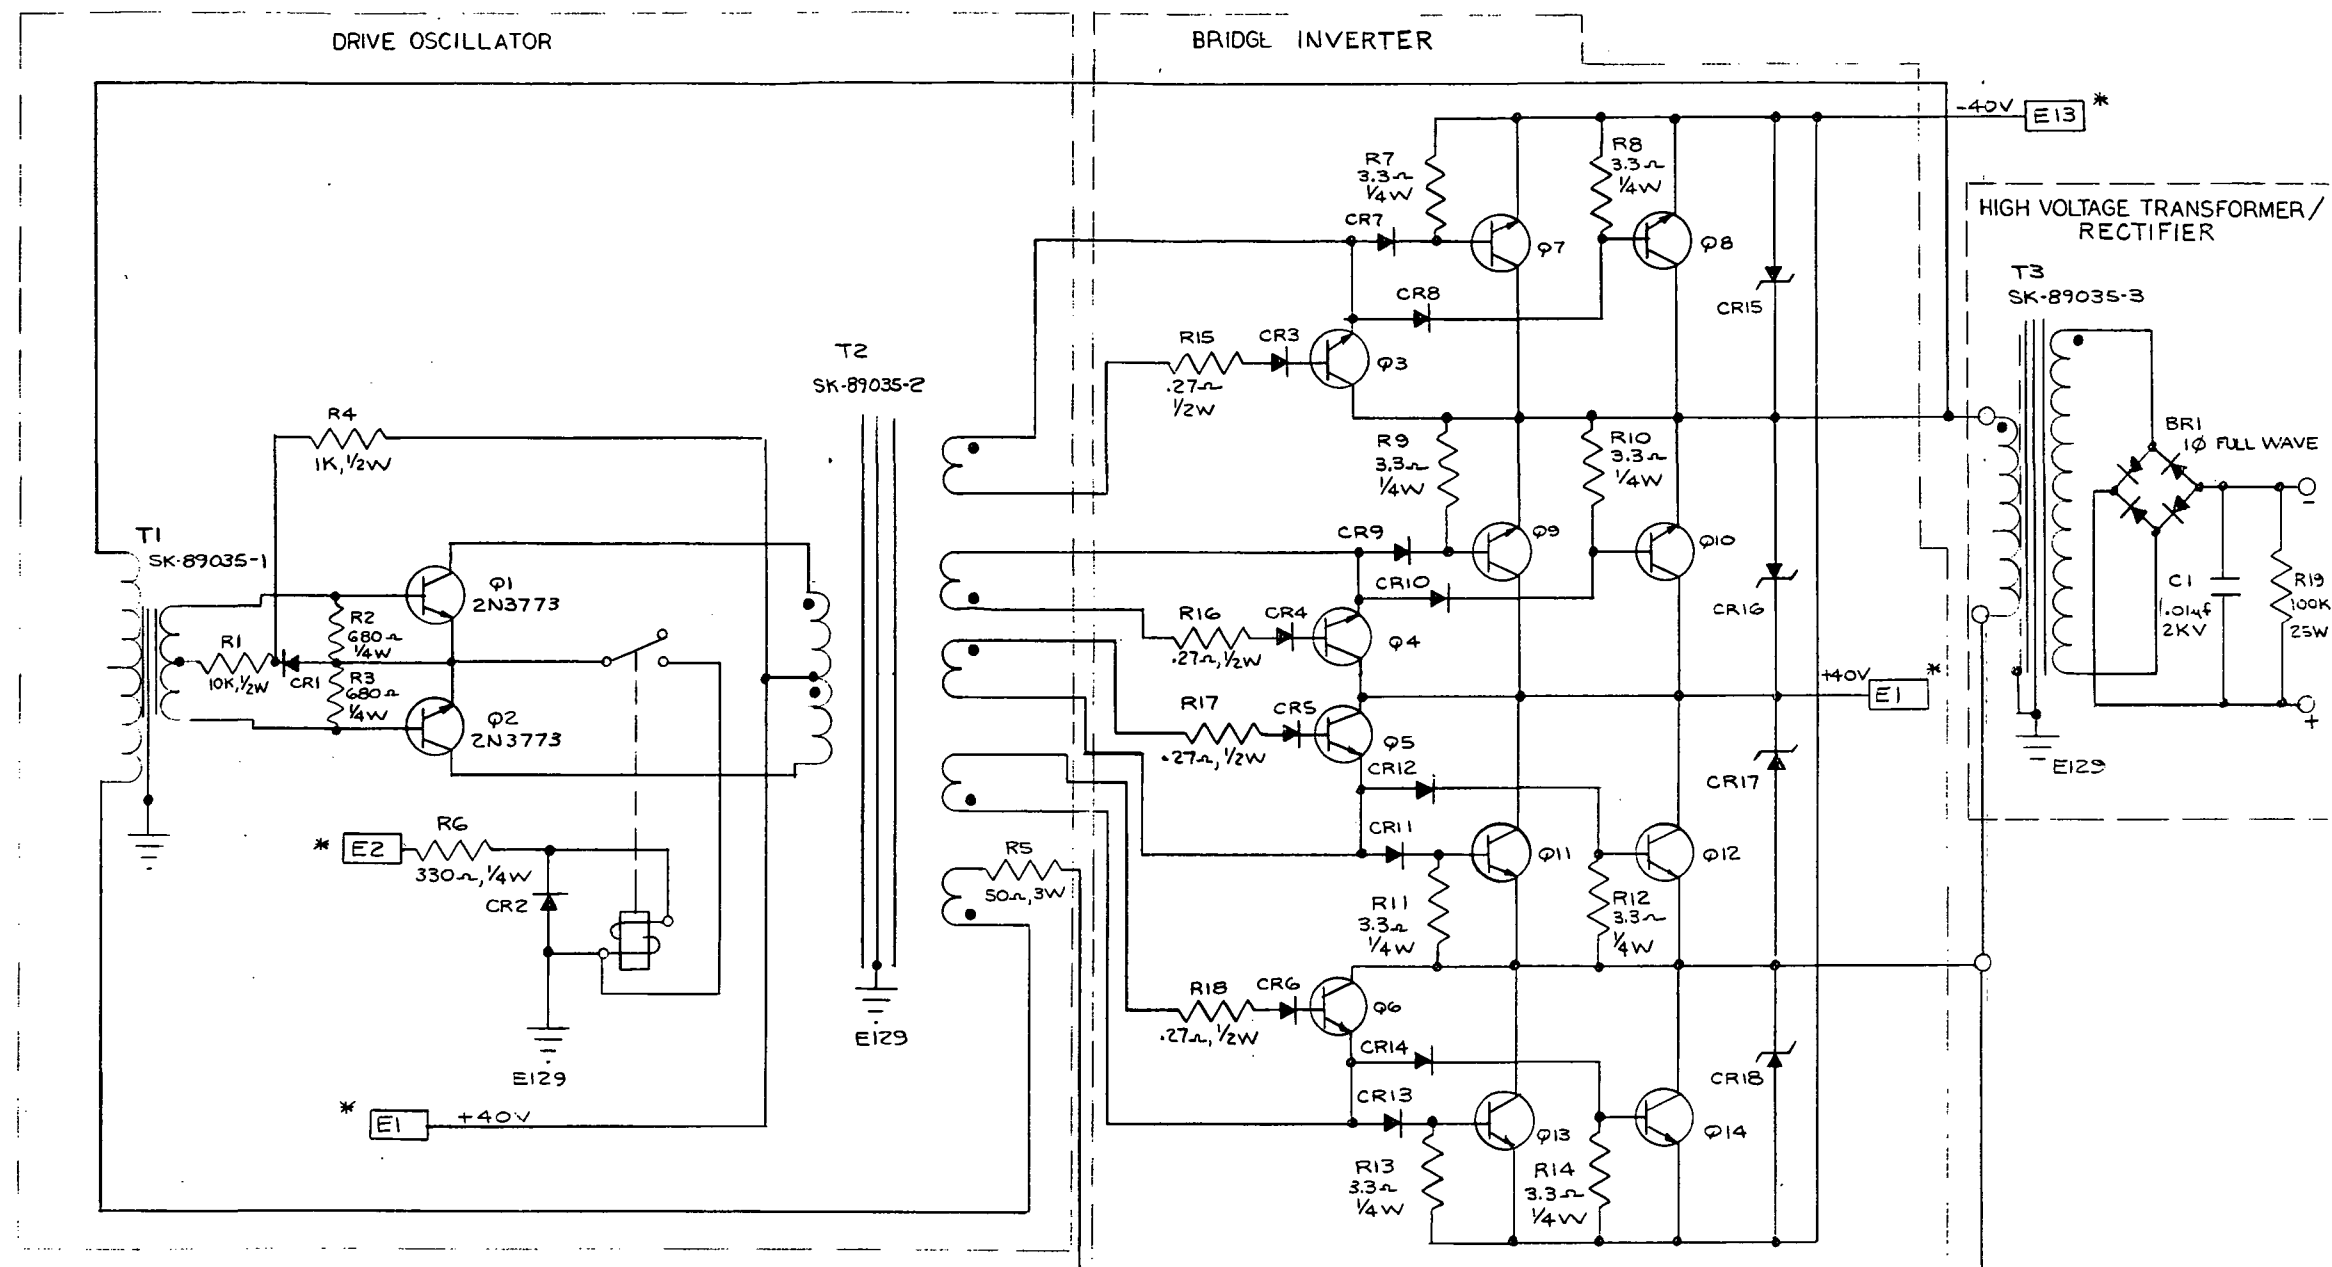 DRIVE OSCILLATOR
BRIDGE INVERTER
-40V
E13
*
HIGH VOLTAGE TRANSFORMER/
RECTIFIER
T3
SK-89035-3
BR1
1Ø FULL WAVE
-
C1
.01µf
2KV
R19
100K
25W
+
E129
R7
3.3Ω
1/4W
R8
3.3Ω
1/4W
CR7
Q7
Q8
CR8
CR15
R15
.27Ω
1/2W
CR3
Q3
T2
SK-89035-2
R9
3.3Ω
1/4W
R10
3.3Ω
1/4W
CR9
Q9
Q10
CR10
CR16
R16
.27Ω, 1/2W
CR4
Q4
+40V
E1
*
R17
.27Ω, 1/2W
CR5
Q5
CR12
CR17
CR11
Q11
Q12
R11
3.3Ω
1/4W
R12
3.3Ω
1/4W
R18
.27Ω, 1/2W
CR6
Q6
CR14
CR18
CR13
Q13
Q14
R13
3.3Ω
1/4W
R14
3.3Ω
1/4W
R4
1K, 1/2W
T1
SK-89035-1
R1
10K, 1/2W
CR1
R2
680Ω
1/4W
R3
680Ω
1/4W
Q1
2N3773
Q2
2N3773
*
E2
R6
330Ω, 1/4W
CR2
E129
R5
50Ω, 3W
E129
*
E1
+40V